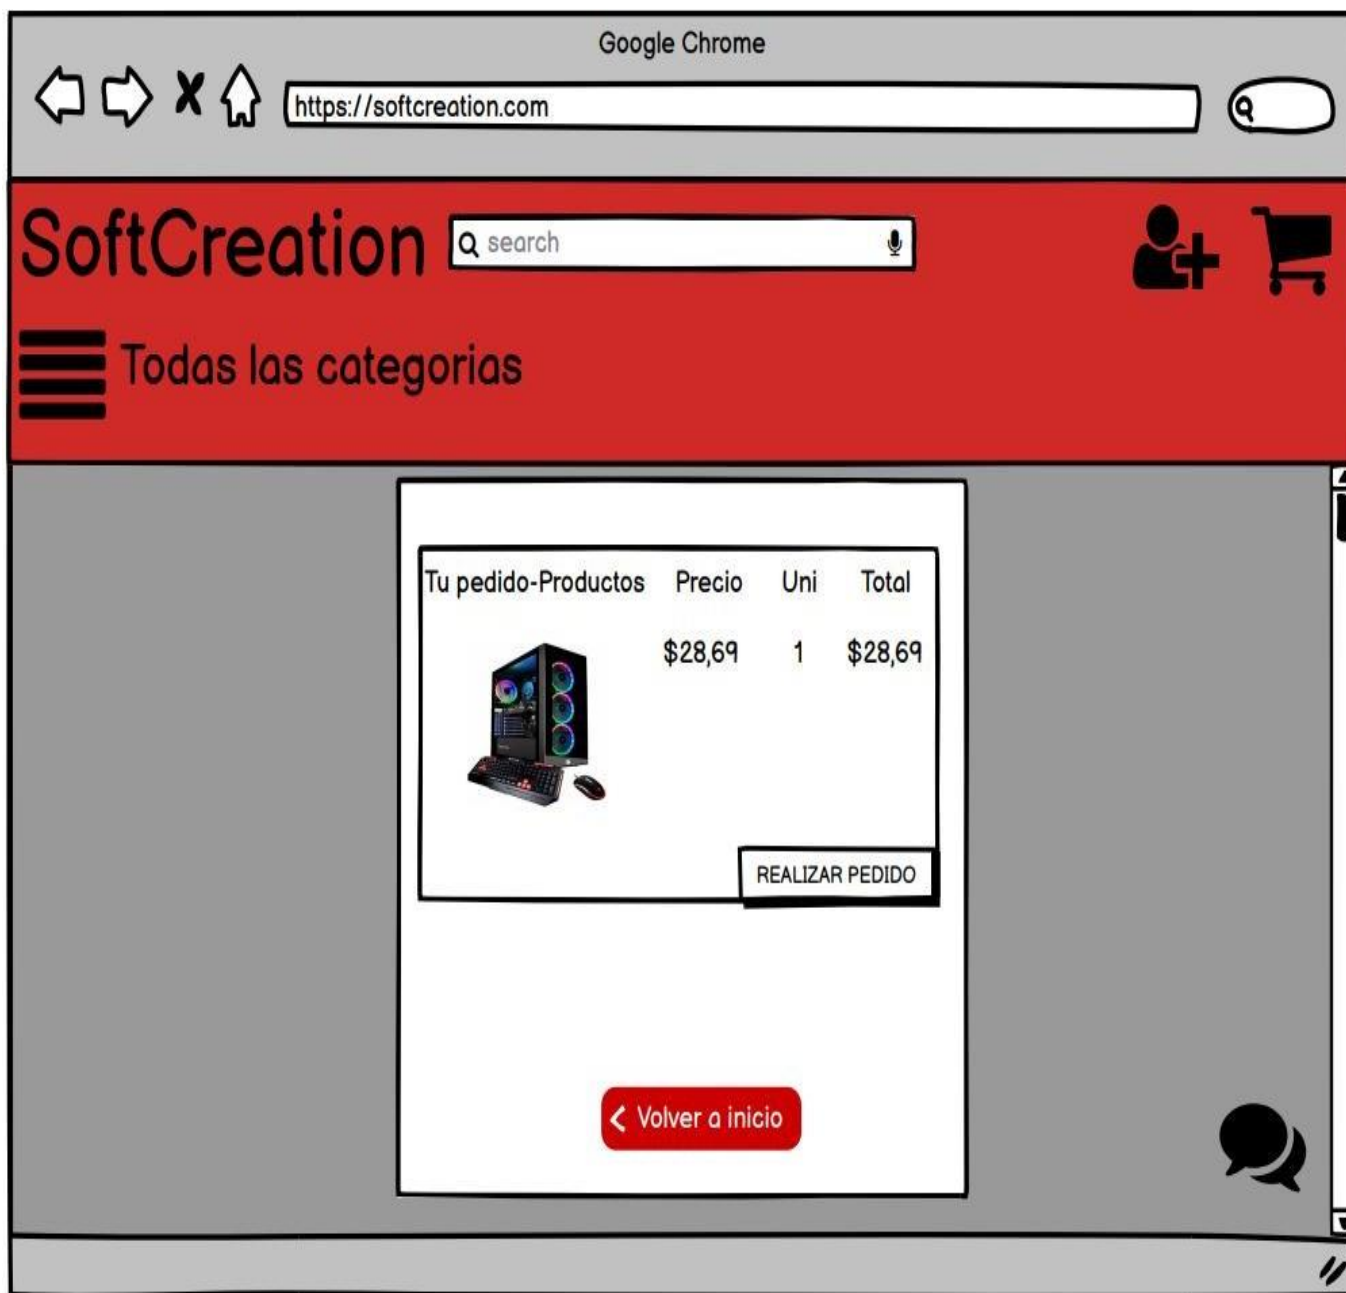 Google Chrome
https://softcreation.com
SoftCreation
search
Todas las categorias
Tu pedido-Productos Precio Uni Total
$28,69 1 $28,69
REALIZAR PEDIDO
Volver a inicio